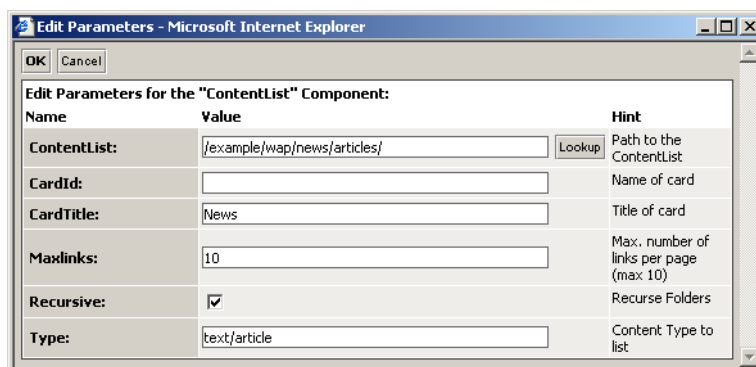 Edit Parameters - Microsoft Internet Explorer
OK Cancel
Edit Parameters for the "ContentList" Component:
Name Value Hint
ContentList: /example/wap/news/articles/ Lookup Path to the
ContentList
CardId: Name of card
CardTitle: News Title of card
Maxlinks: 10 Max. number of
links per page
(max 10)
Recursive: Recurse Folders
Type: text/article Content Type to
list